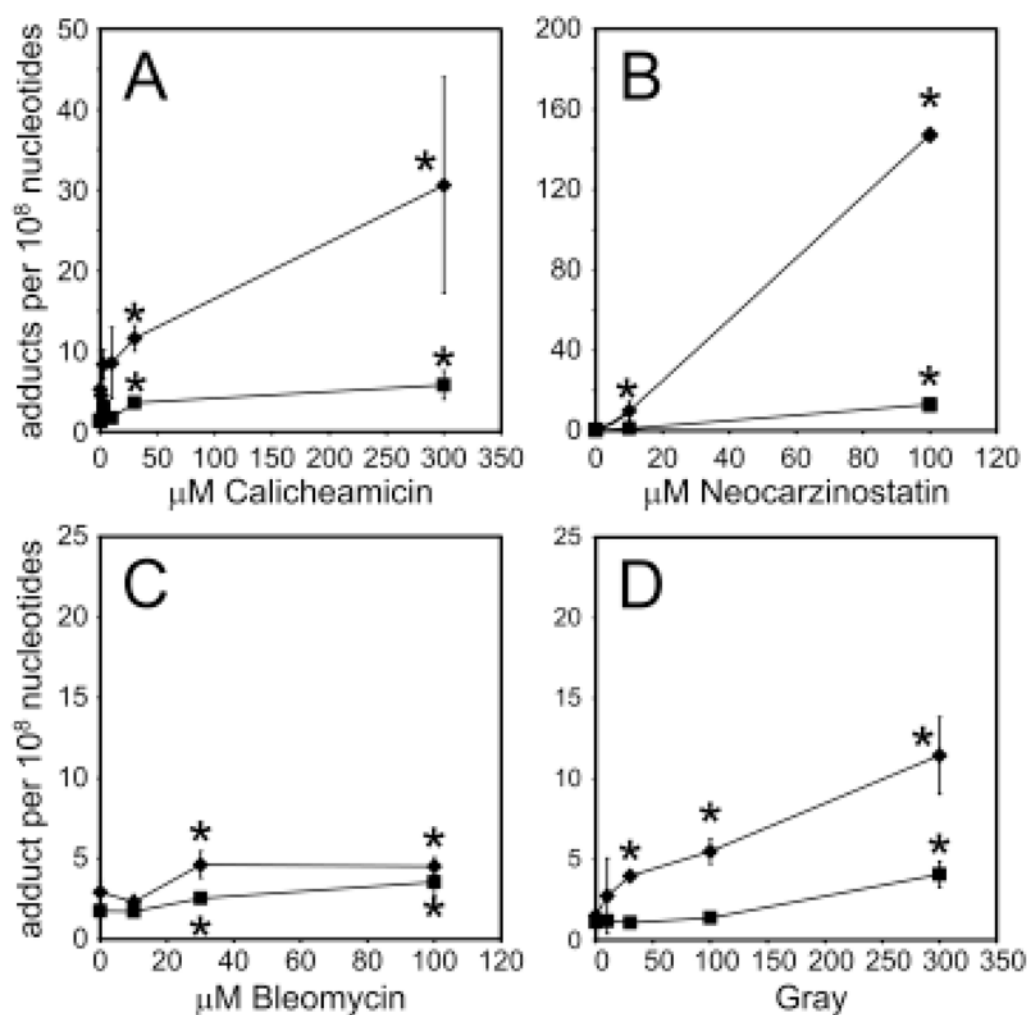 A
B
adducts per 10⁸ nucleotides
50
40
30
20
10
0
200
160
120
80
40
0
0 50 100 150 200 250 300 350
0 20 40 60 80 100 120
μM Calicheamicin
μM Neocarzinostatin
* * * *
* * *
C
D
adduct per 10⁸ nucleotides
25
20
15
10
5
0
25
20
15
10
5
0
0 20 40 60 80 100 120
0 50 100 150 200 250 300 350
μM Bleomycin
Gray
* * * *
* * * *